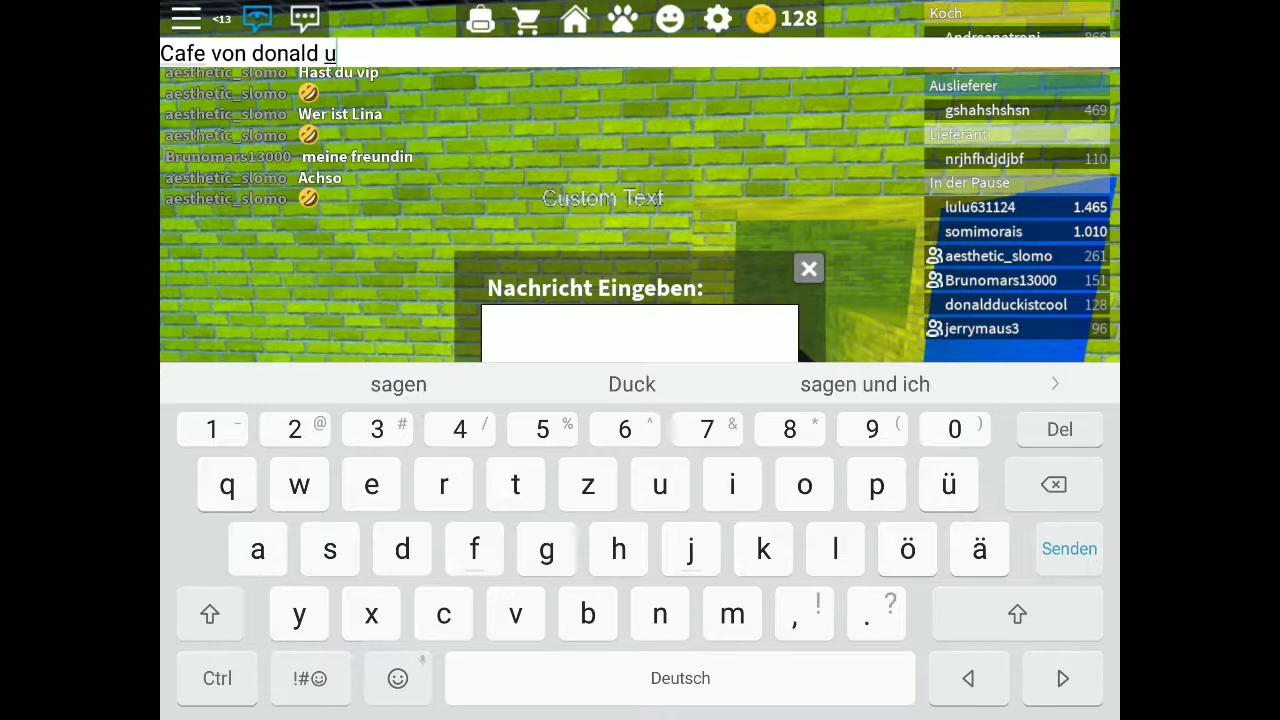 <13
128
Cafe von donald u
aesthetic_slomo Hast du vip
aesthetic_slomo 🤣
aesthetic_slomo Wer ist Lina
aesthetic_slomo 🤣
Brunomars13000 meine freundin
aesthetic_slomo Achso
aesthetic_slomo 🤣
Custom Text
Nachricht Eingeben:
Koch
Auslieferer
gshahshshsn 469
Lieferant
nrjhfhdjdjbf 110
In der Pause
lulu631124 1.465
somimorais 1.010
aesthetic_slomo 261
Brunomars13000 151
donaldduckistcool 128
jerrymaus3 96
sagen Duck sagen und ich
1 - 2 @ 3 # 4 / 5 % 6 ^ 7 & 8 * 9 ( 0 ) Del
q w e r t z u i o p ü
a s d f g h j k l ö ä Senden
y x c v b n m , ! . ?
Ctrl !#☺ Deutsch